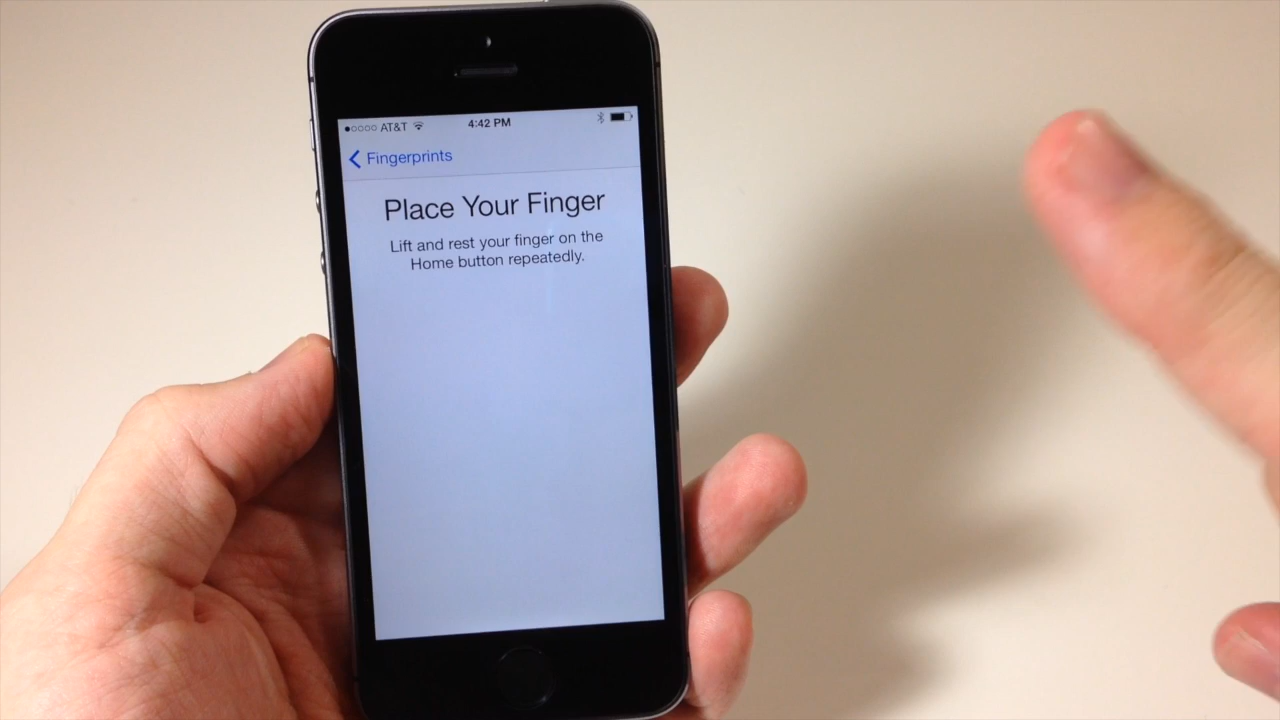 ●○○○○ AT&T 4:42 PM
Fingerprints
Place Your Finger
Lift and rest your finger on the
Home button repeatedly.